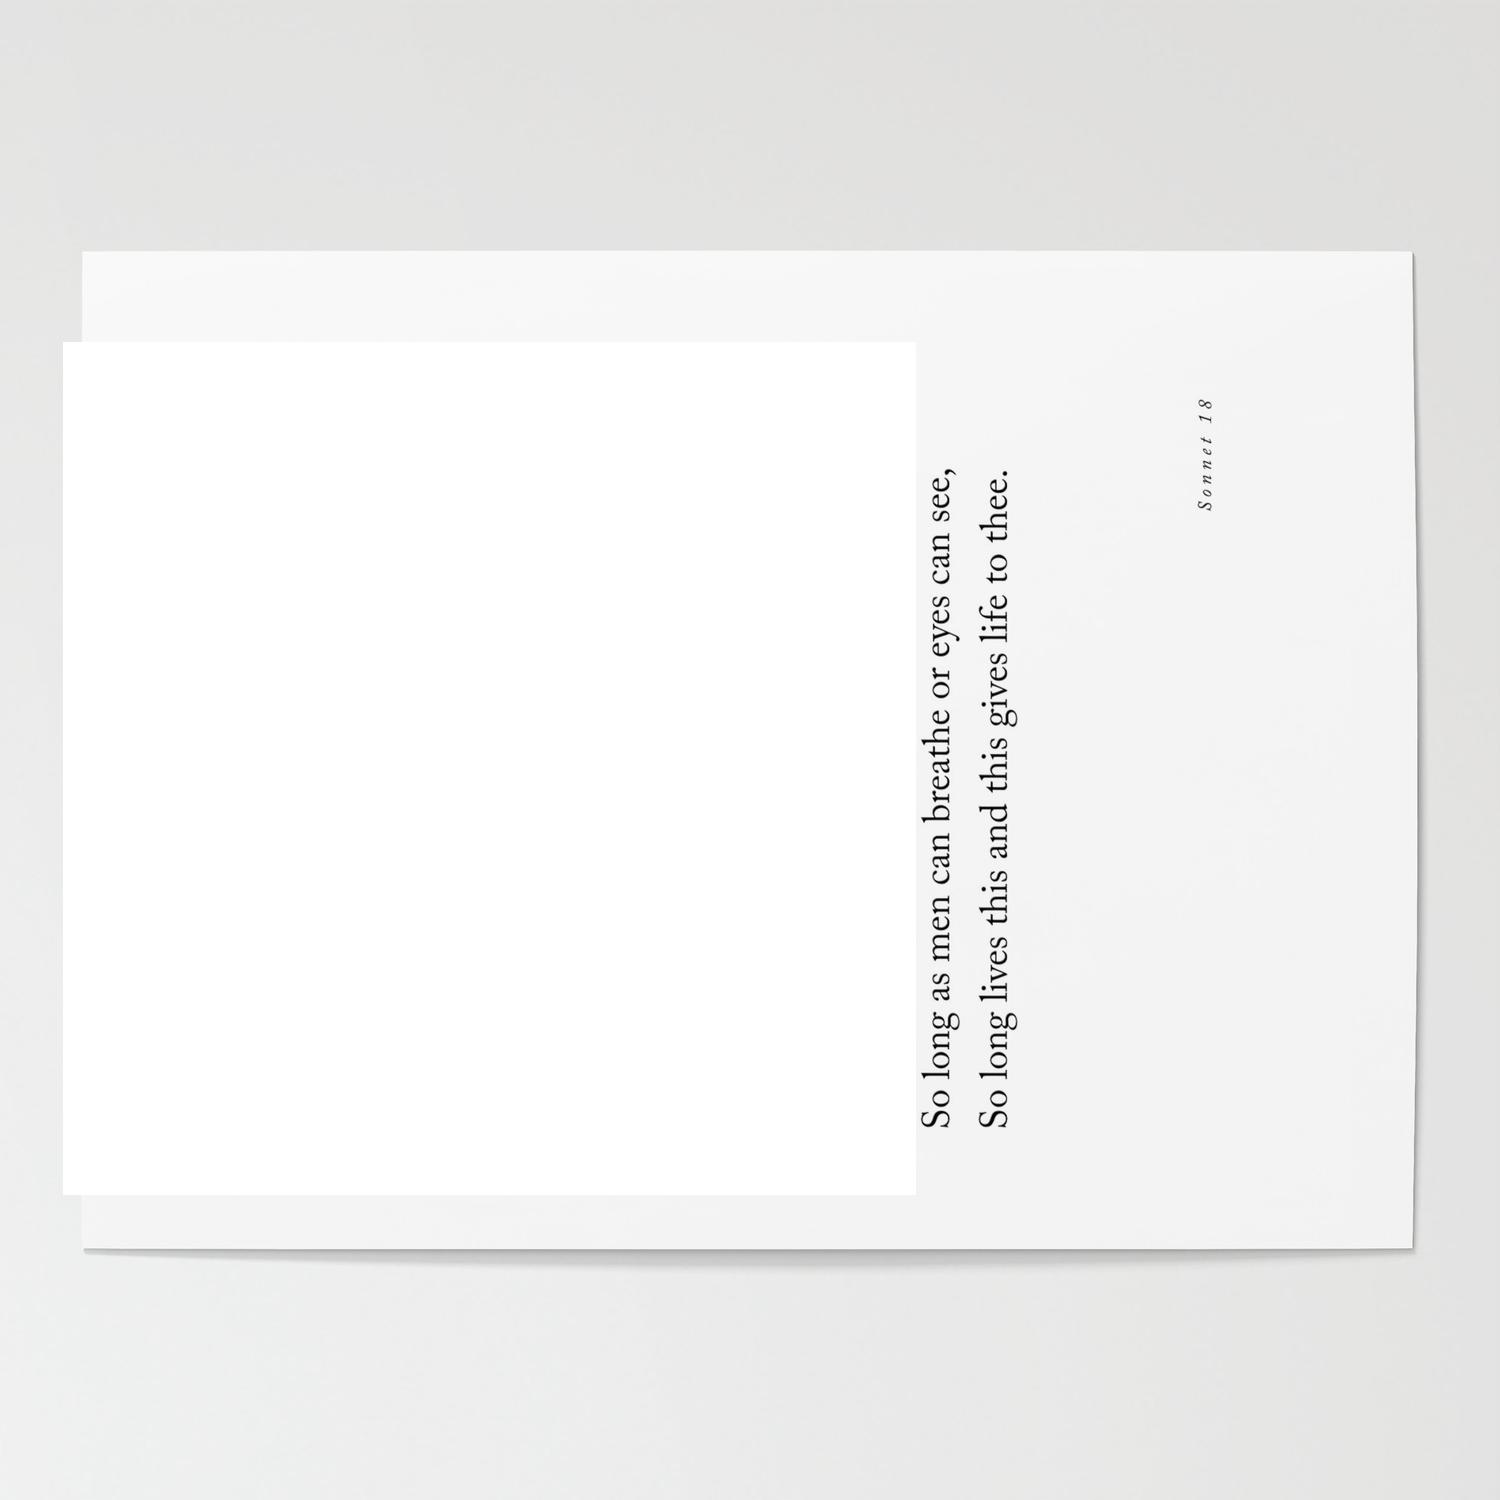 So long as men can breathe or eyes can see,
So long lives this and this gives life to thee.
Sonnet 18